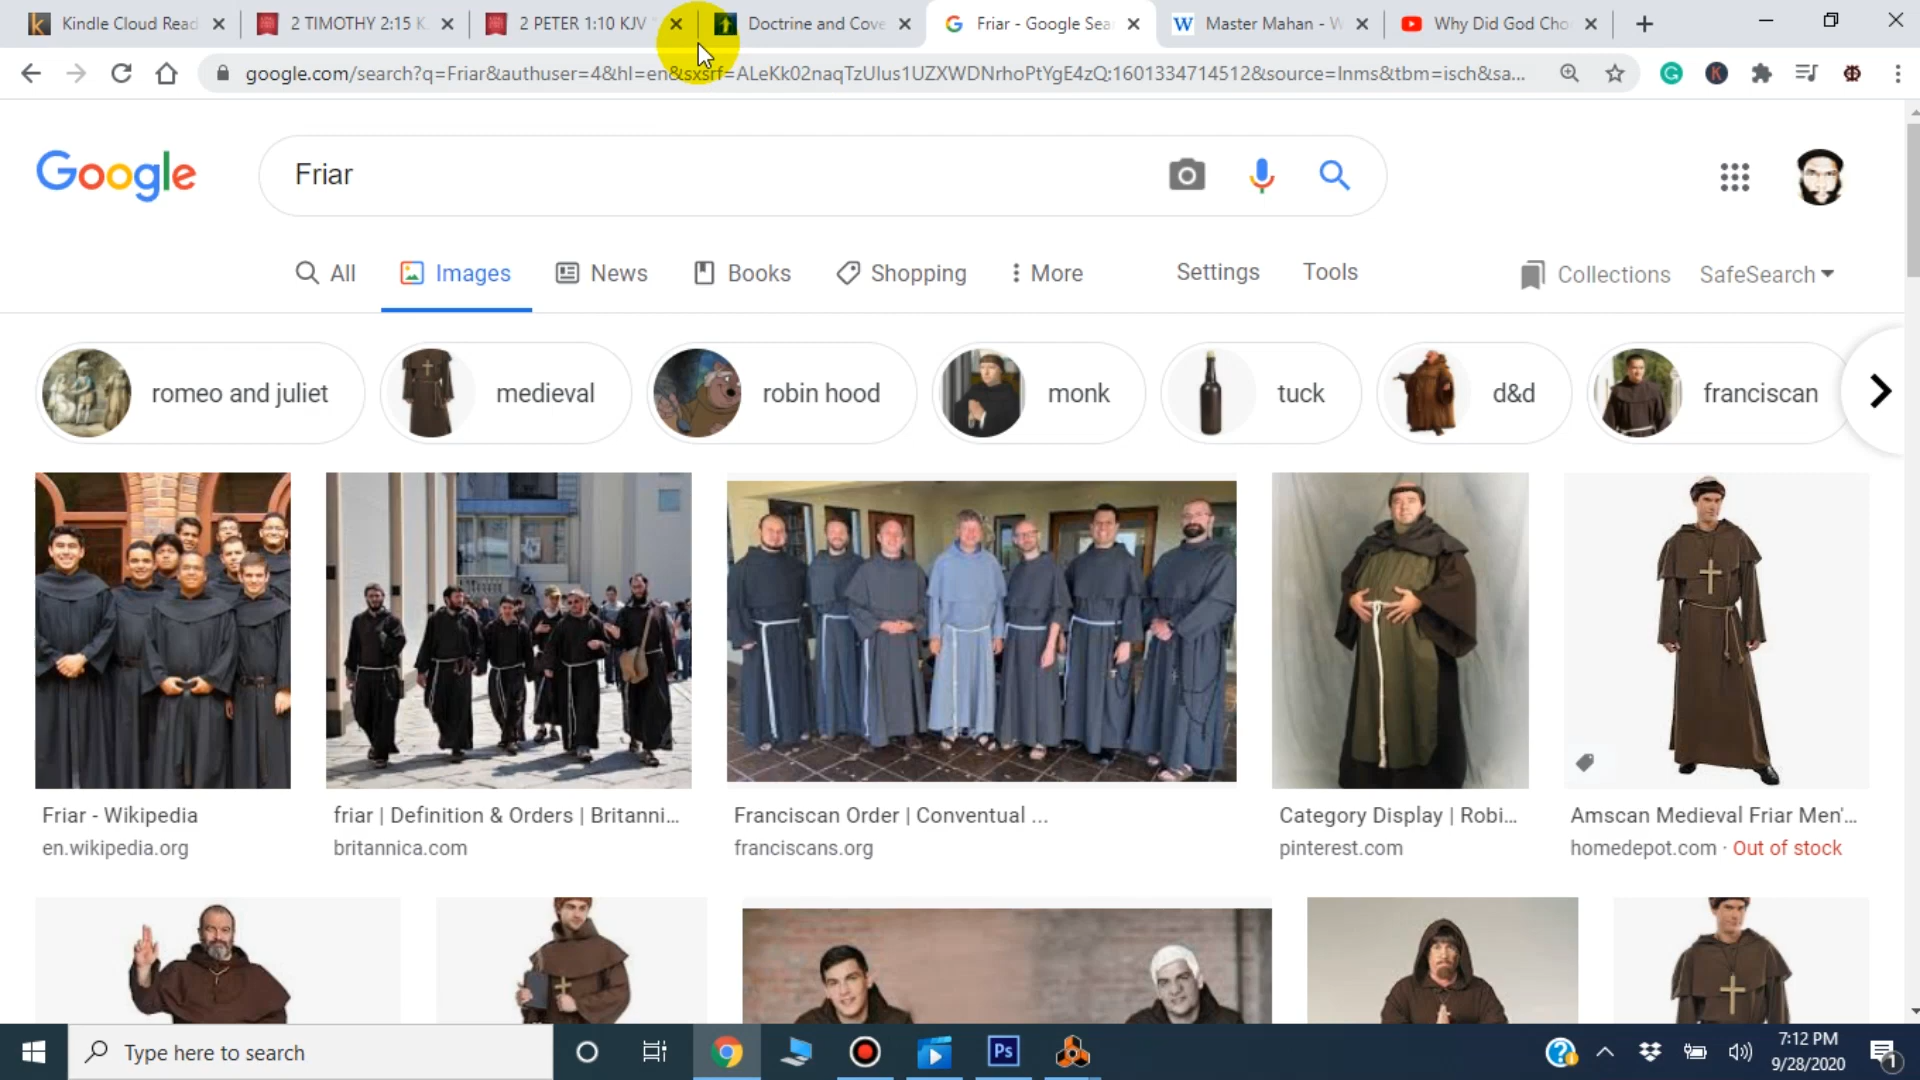 Kindle Cloud Read
2 TIMOTHY 2:15 K
2 PETER 1:10 KJV
Doctrine and Cove
Friar - Google Sea
Master Mahan - W
Why Did God Cho
google.com/search?q=Friar&authuser=4&hl=en&sxsrf=ALeKk02naqTzUIus1UZXWDNrhoPtYgE4zQ:1601334714512&source=lnms&tbm=isch&sa...
Google
Friar
All
Images
News
Books
Shopping
More
Settings
Tools
Collections
SafeSearch
romeo and juliet
medieval
robin hood
monk
tuck
d&d
franciscan
Friar - Wikipedia
en.wikipedia.org
friar | Definition & Orders | Britanni...
britannica.com
Franciscan Order | Conventual ...
franciscans.org
Category Display | Robi...
pinterest.com
Amscan Medieval Friar Men'...
homedepot.com · Out of stock
Type here to search
Ps
7:12 PM
9/28/2020
1